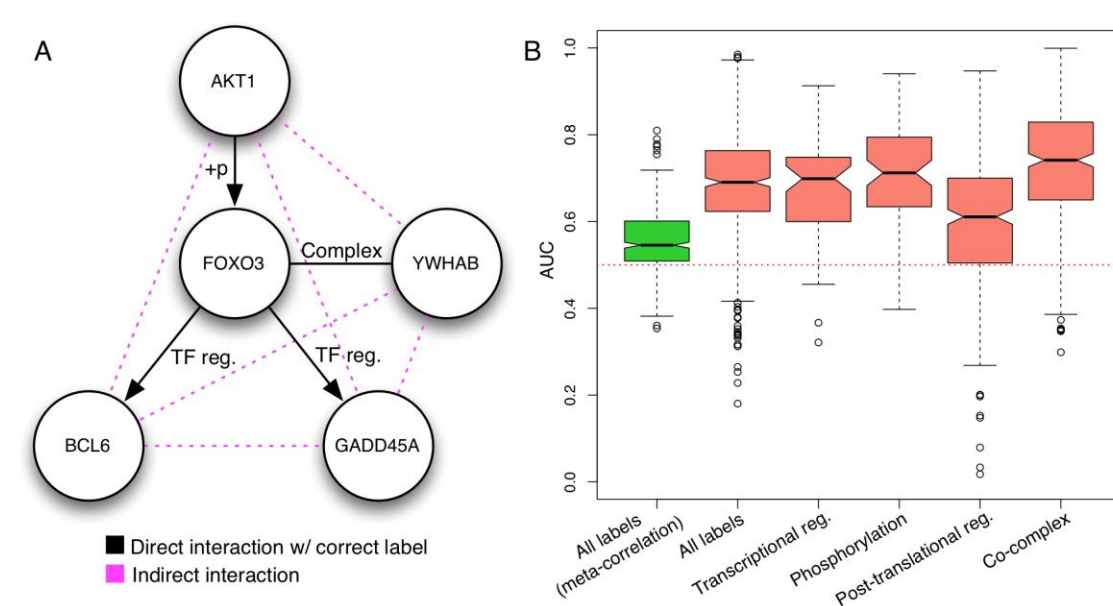 A
AKT1
+p
FOXO3
Complex
YWHAB
TF reg.
TF reg.
BCL6
GADD45A
Direct interaction w/ correct label
Indirect interaction
B
AUC
1.0
0.8
0.6
0.4
0.2
0.0
All labels
(meta-correlation)
All labels
Transcriptional reg.
Phosphorylation
Post-translational reg.
Co-complex